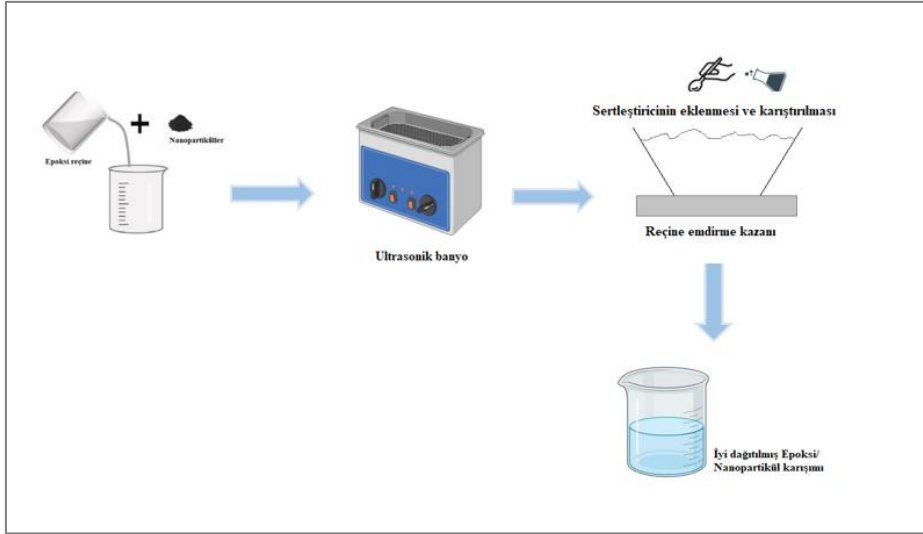 Epoksi reçine
Nanopartiküller
Ultrasonik banyo
Sertleştiricinin eklenmesi ve karıştırılması
Reçine emdirme kazanı
İyi dağıtılmış Epoksi/
Nanopartikül karışımı